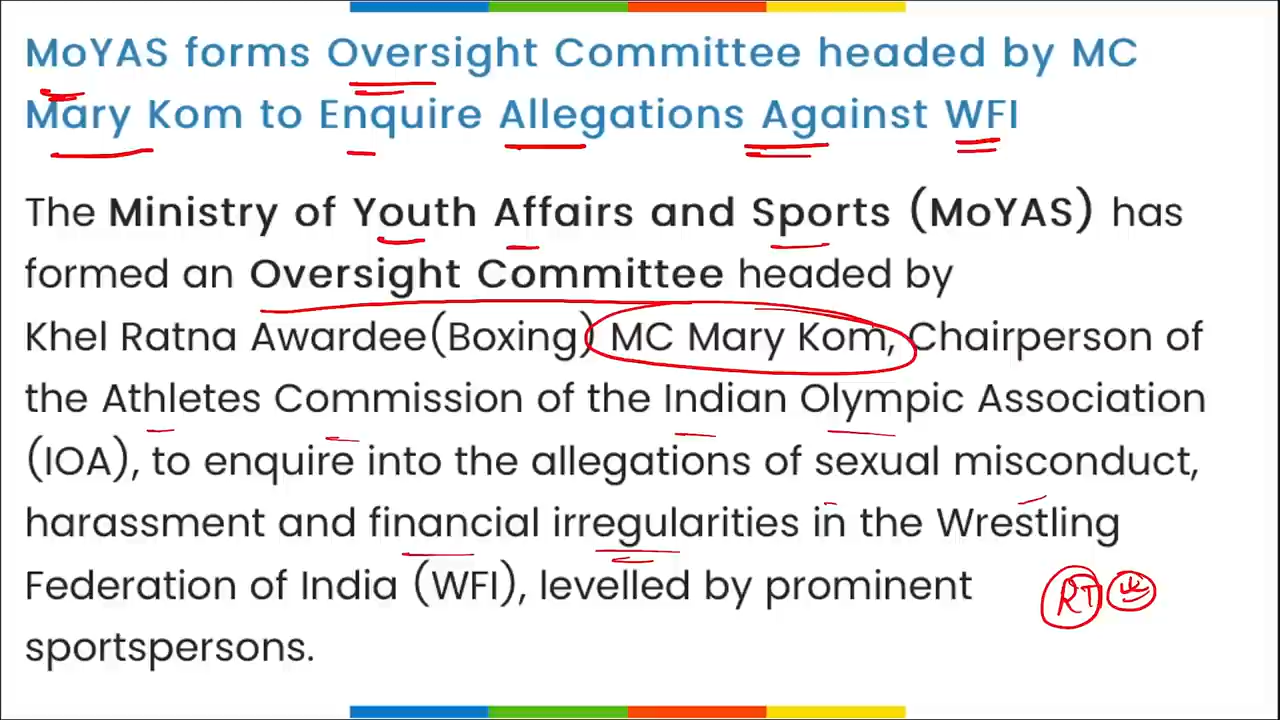 MoYAS forms Oversight Committee headed by MC
Mary Kom to Enquire Allegations Against WFI
The Ministry of Youth Affairs and Sports (MoYAS) has
formed an Oversight Committee headed by
Khel Ratna Awardee(Boxing) MC Mary Kom, Chairperson of
the Athletes Commission of the Indian Olympic Association
(IOA), to enquire into the allegations of sexual misconduct,
harassment and financial irregularities in the Wrestling
Federation of India (WFI), levelled by prominent
RT
sportspersons.